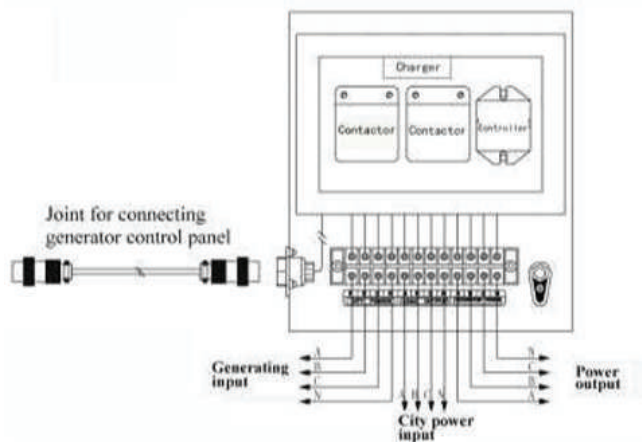 Charger
Contactor
Contactor
Controller
Joint for connecting
generator control panel
A
B
C
N
Generating
input
A B C N
City power
input
N
C
B
A
Power
output